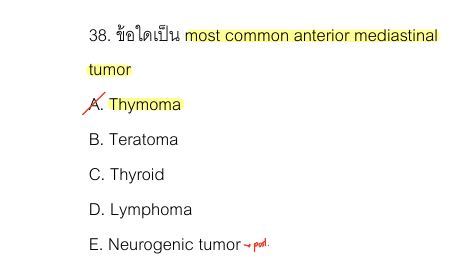 38. ข้อใดเป็น most common anterior mediastinal
tumor
A. Thymoma
B. Teratoma
C. Thyroid
D. Lymphoma
E. Neurogenic tumor → post.